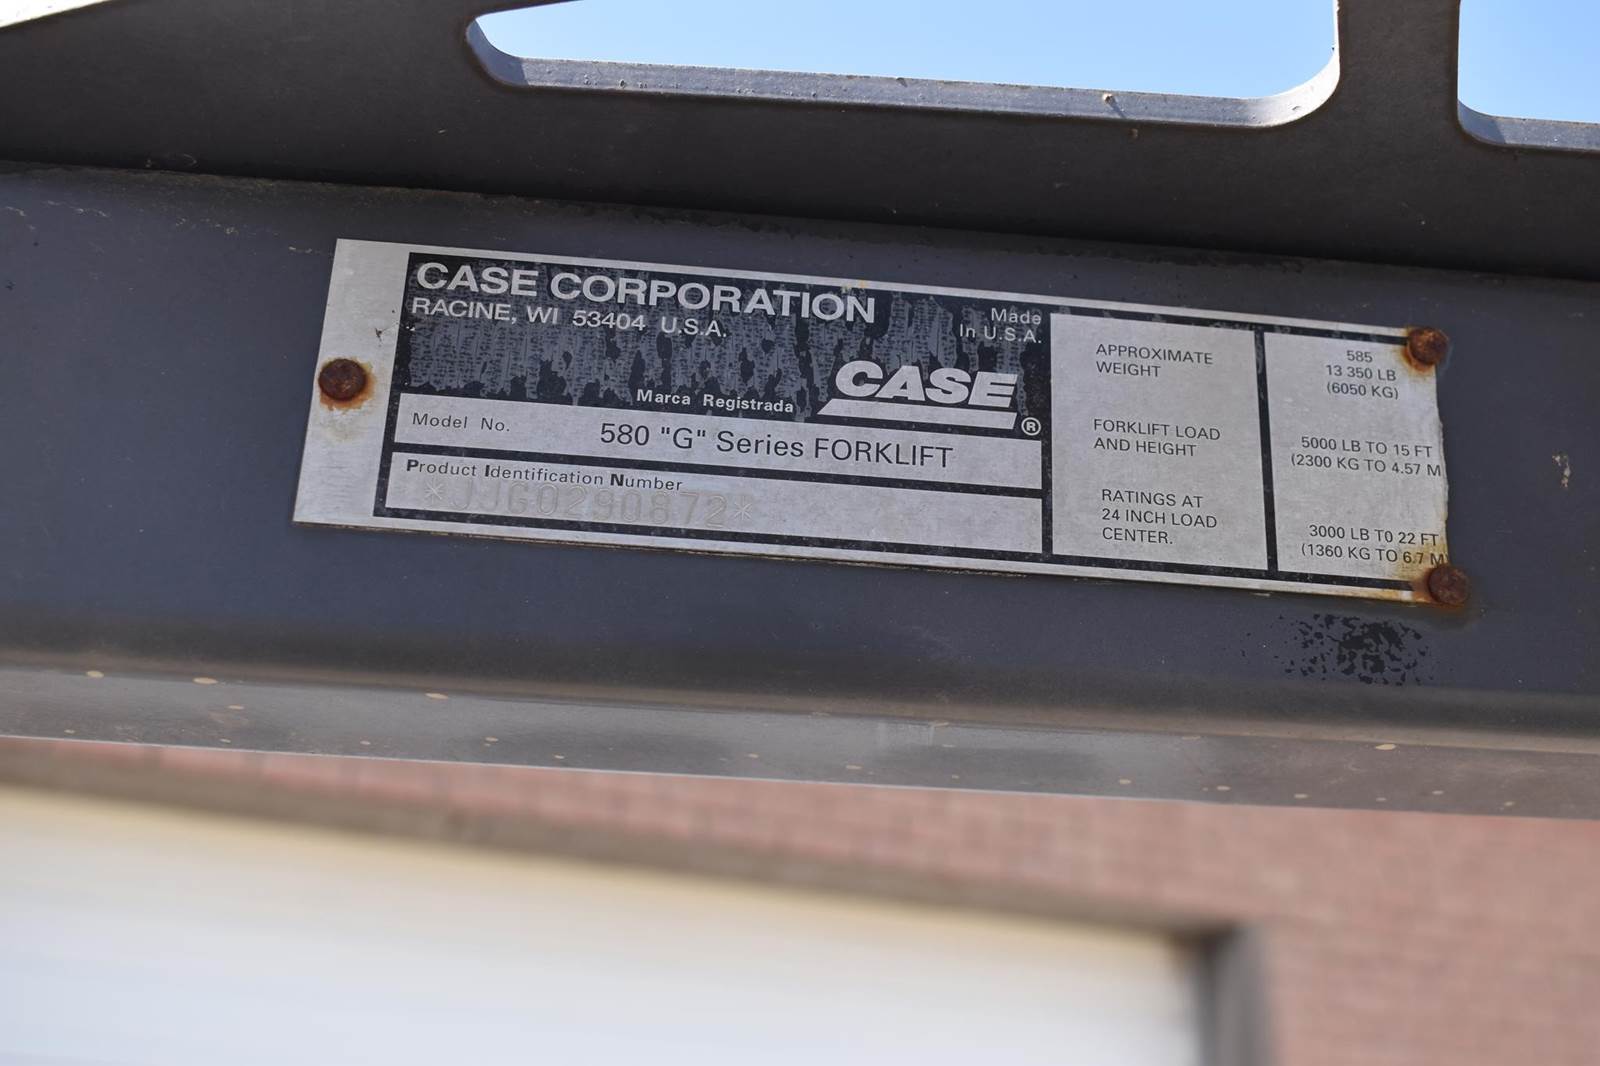 CASE CORPORATION
RACINE, WI 53404 U.S.A.
Made
In U.S.A.
Marca Registrada
CASE®
Model No. 580 "G" Series FORKLIFT
Product Identification Number
*JJG0290872*
APPROXIMATE
WEIGHT
FORKLIFT LOAD
AND HEIGHT
RATINGS AT
24 INCH LOAD
CENTER.
585
13 350 LB
(6050 KG)
5000 LB TO 15 FT
(2300 KG TO 4.57 M
3000 LB TO 22 FT
(1360 KG TO 6.7 M)